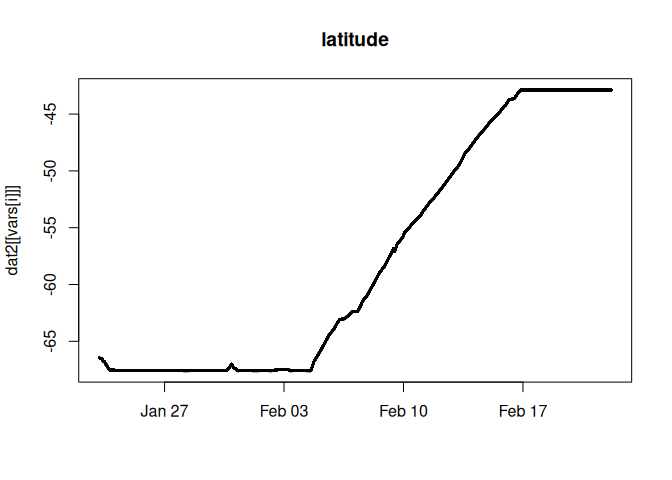 latitude
dat2[[vars[i]]]
-45
-50
-55
-60
-65
Jan 27
Feb 03
Feb 10
Feb 17